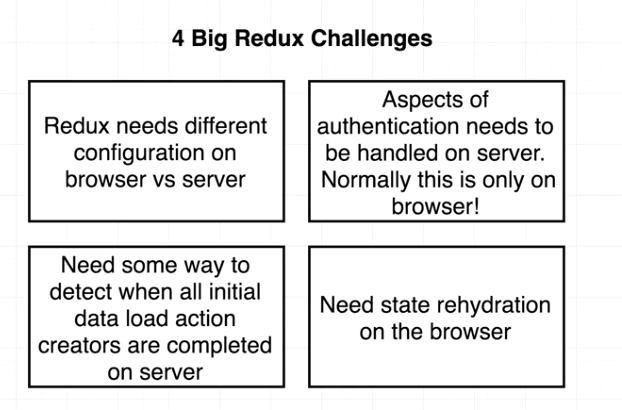 4 Big Redux Challenges
Redux needs different
configuration on
browser vs server
Aspects of
authentication needs to
be handled on server.
Normally this is only on
browser!
Need some way to
detect when all initial
data load action
creators are completed
on server
Need state rehydration
on the browser